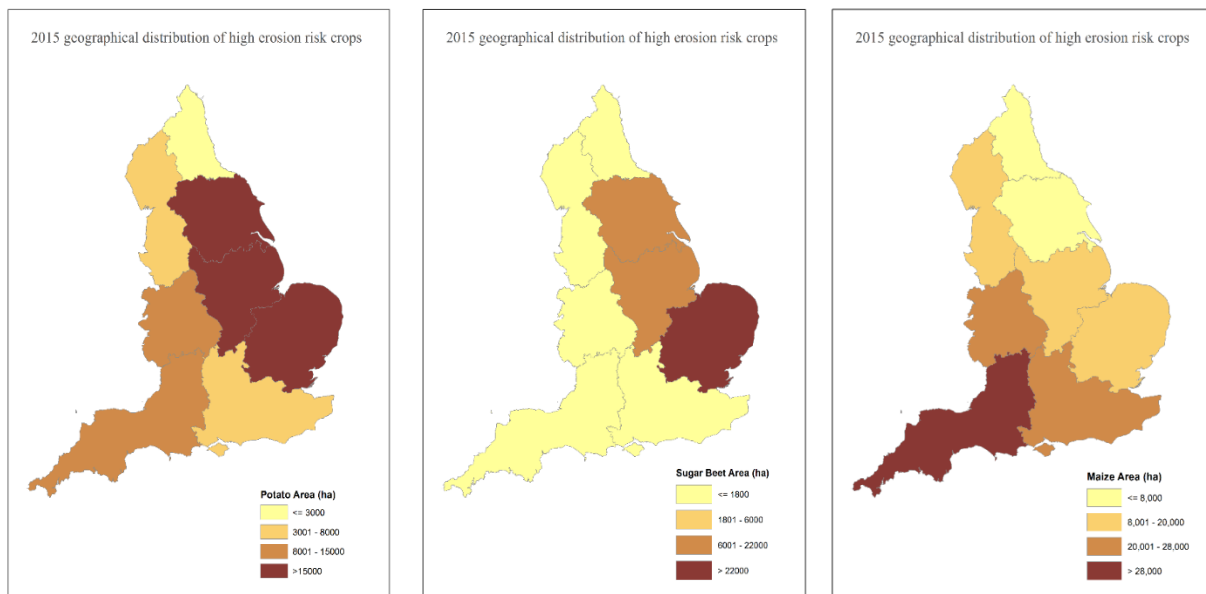 2015 geographical distribution of high erosion risk crops
Potato Area (ha)
<= 3000
3001 - 8000
8001 - 15000
>15000
2015 geographical distribution of high erosion risk crops
Sugar Beet Area (ha)
<= 1800
1801 - 6000
6001 - 22000
> 22000
2015 geographical distribution of high erosion risk crops
Maize Area (ha)
<= 8,000
8,001 - 20,000
20,001 - 28,000
> 28,000